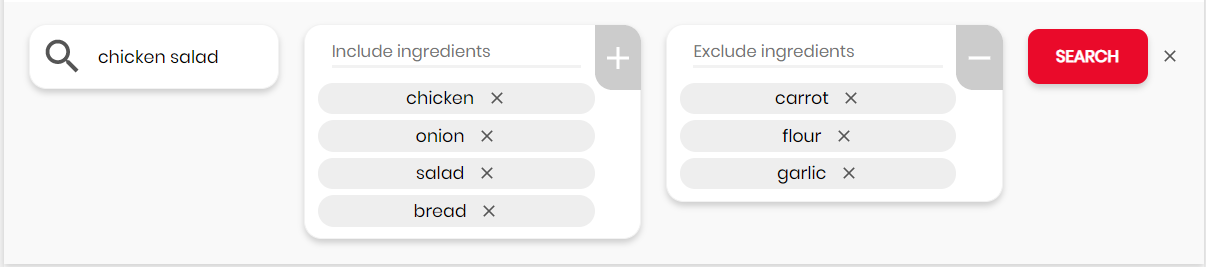 chicken salad
Include ingredients
chicken
onion
salad
bread
Exclude ingredients
carrot
flour
garlic
SEARCH